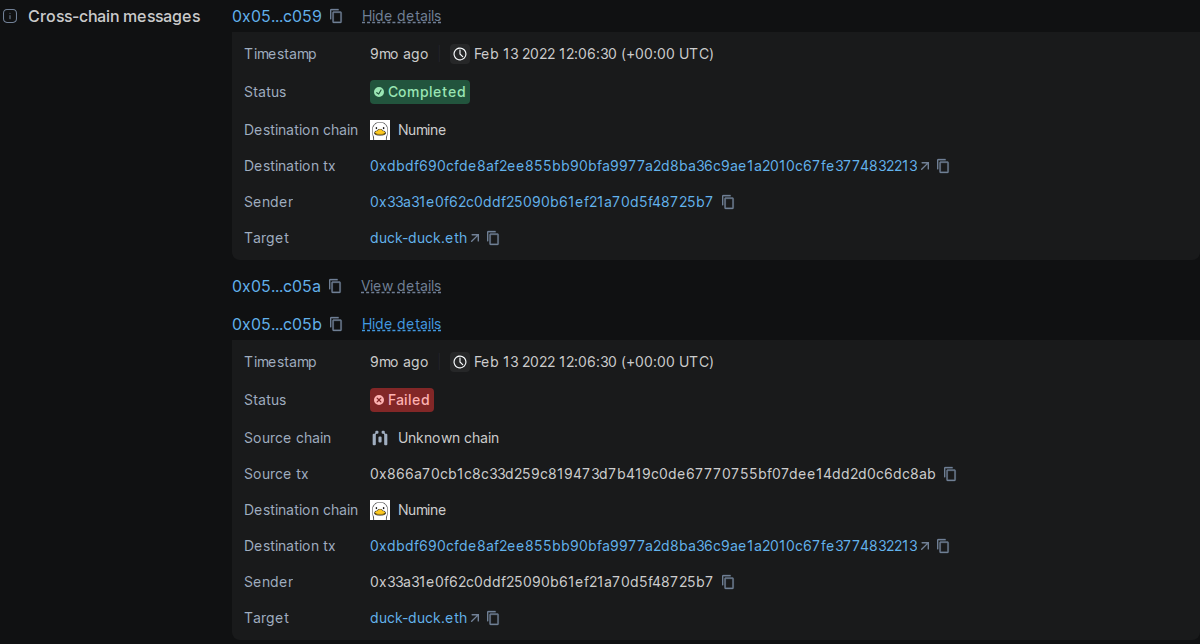 Cross-chain messages 0x05...c059 Hide details
Timestamp 9mo ago Feb 13 2022 12:06:30 (+00:00 UTC)
Status Completed
Destination chain Numine
Destination tx 0xdbdf690cfde8af2ee855bb90bfa9977a2d8ba36c9ae1a2010c67fe3774832213
Sender 0x33a31e0f62c0ddf25090b61ef21a70d5f48725b7
Target duck-duck.eth
0x05...c05a View details
0x05...c05b Hide details
Timestamp 9mo ago Feb 13 2022 12:06:30 (+00:00 UTC)
Status Failed
Source chain Unknown chain
Source tx 0x866a70cb1c8c33d259c819473d7b419c0de67770755bf07dee14dd2d0c6dc8ab
Destination chain Numine
Destination tx 0xdbdf690cfde8af2ee855bb90bfa9977a2d8ba36c9ae1a2010c67fe3774832213
Sender 0x33a31e0f62c0ddf25090b61ef21a70d5f48725b7
Target duck-duck.eth